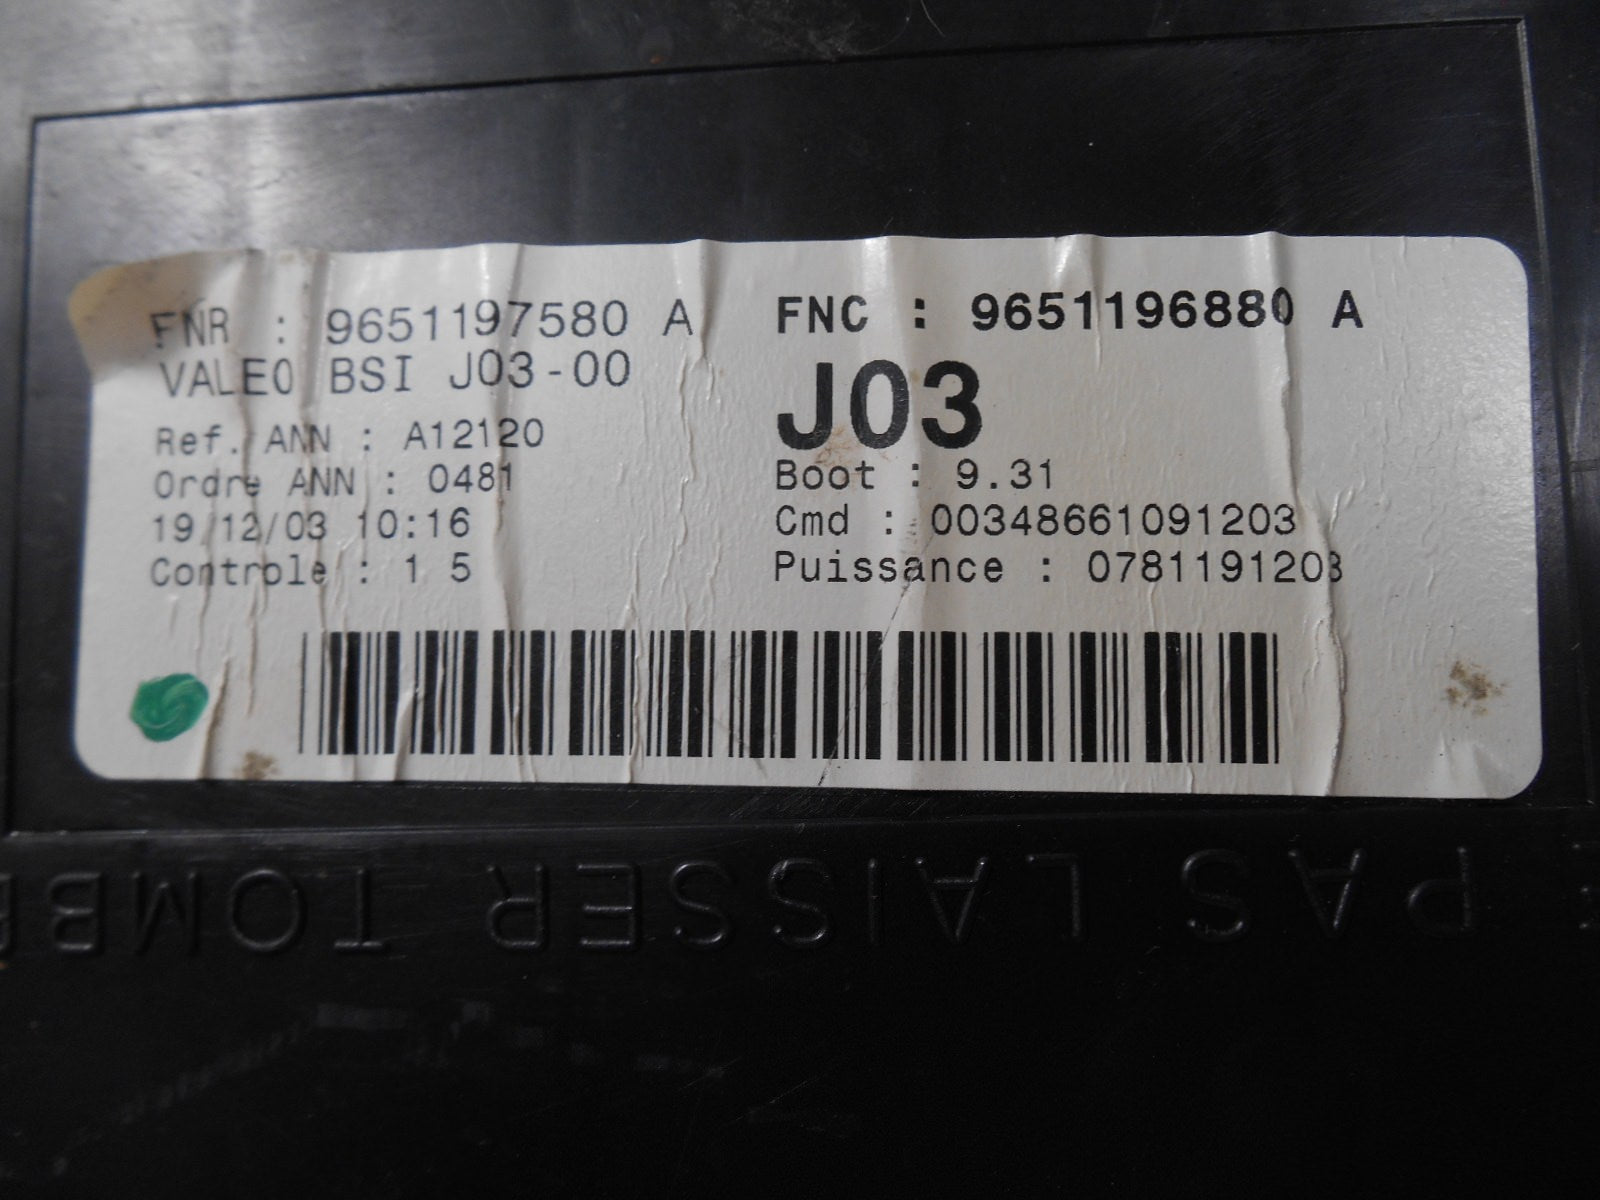 FNR : 9651197580 A
VALEO BSI J03-00
Ref. ANN : A12120
Ordre ANN : 0481
19/12/03 10:16
Controle : 1 5
FNC : 9651196880 A
J03
Boot : 9.31
Cmd : 00348661091203
Puissance : 0781191203
PAS LAISSER TOMB